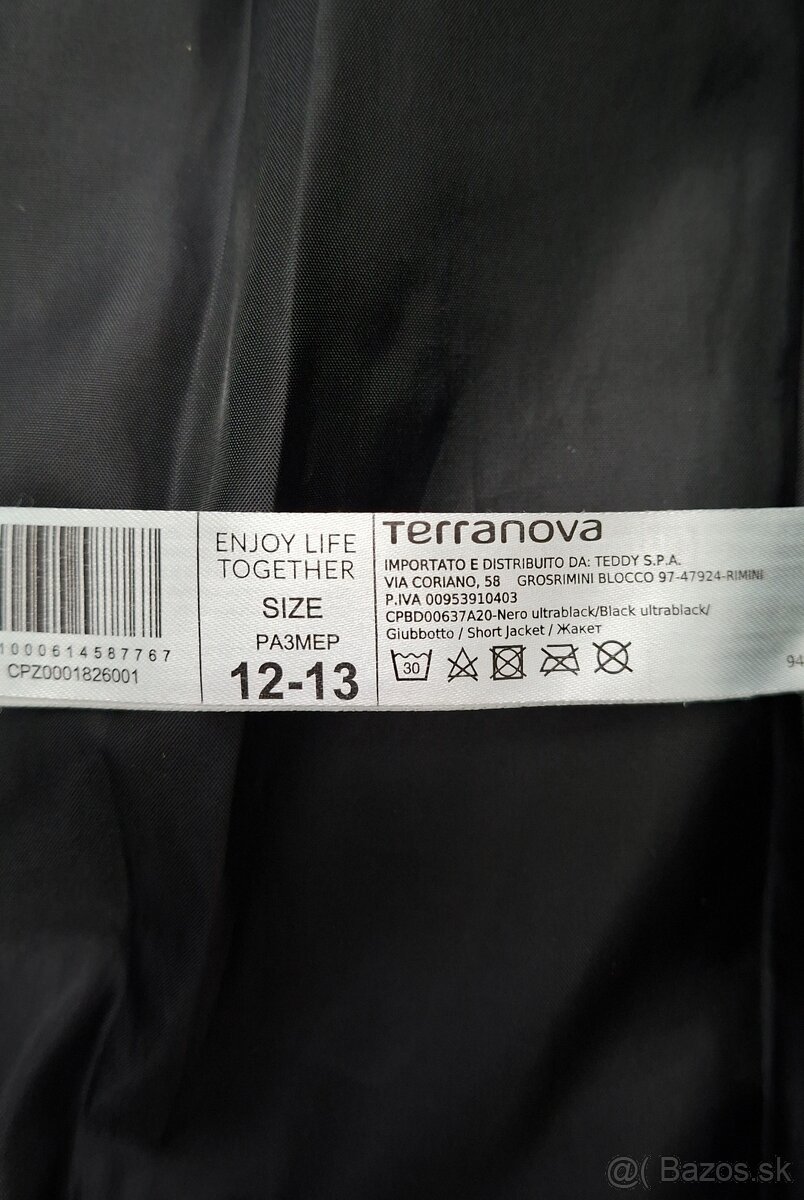 1000614587767
CPZ0001826001
ENJOY LIFE
TOGETHER
SIZE
РАЗМЕР
12-13
Terranova
IMPORTATO E DISTRIBUITO DA: TEDDY S.P.A.
VIA CORIANO, 58 GROSRIMINI BLOCCO 97-47924-RIMINI
P.IVA 00953910403
CPBD00637A20-Nero ultrablack/Black ultrablack/
Giubbotto / Short Jacket / Жакет
30
94
@( Bazos.sk